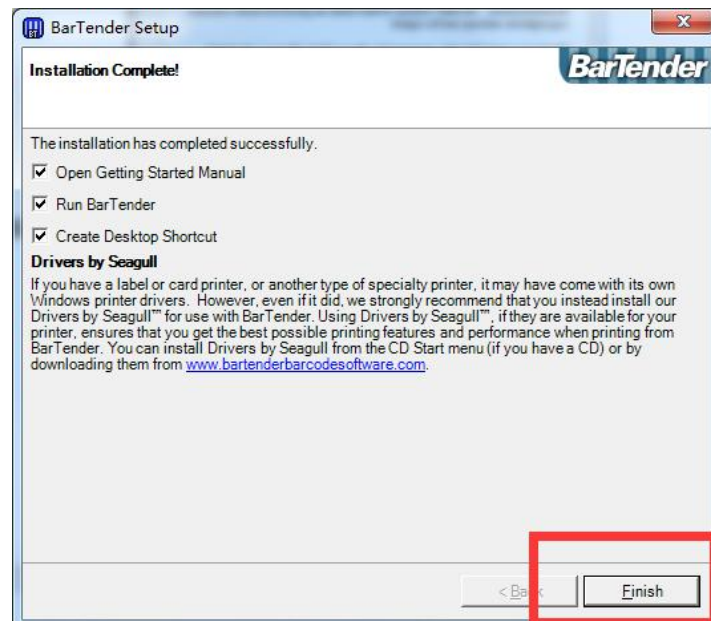 BarTender Setup
Installation Complete!
BarTender
The installation has completed successfully.
Open Getting Started Manual
Run BarTender
Create Desktop Shortcut
Drivers by Seagull
If you have a label or card printer, or another type of specialty printer, it may have come with its own
Windows printer drivers. However, even if it did, we strongly recommend that you instead install our
Drivers by Seagull™ for use with BarTender. Using Drivers by Seagull™, if they are available for your
printer, ensures that you get the best possible printing features and performance when printing from
BarTender. You can install Drivers by Seagull from the CD Start menu (if you have a CD) or by
downloading them from www.bartenderbarcodesoftware.com.
< Back
Finish